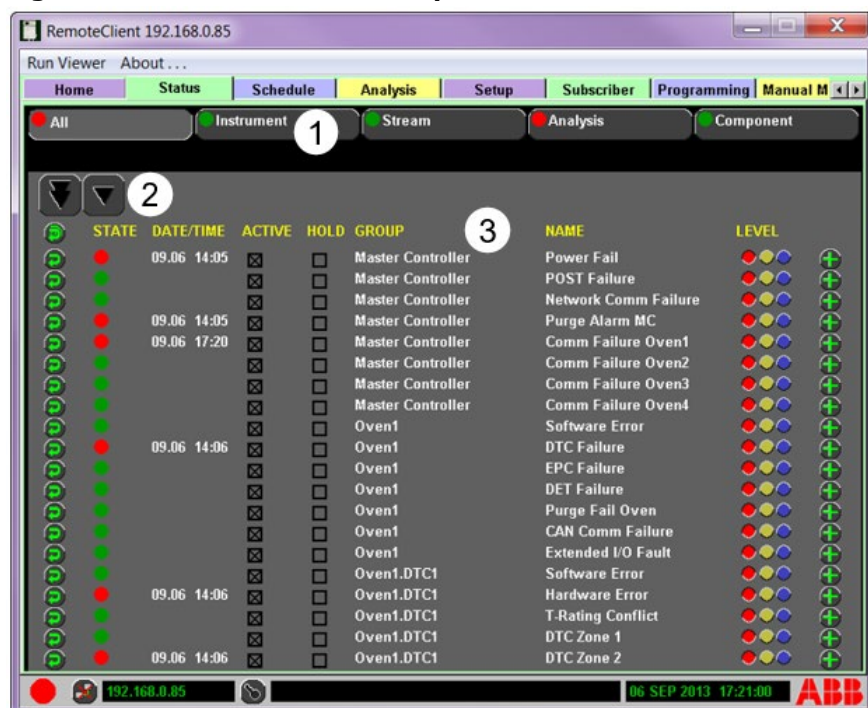 RemoteClient 192.168.0.85
Run Viewer About . . .
Home Status Schedule Analysis Setup Subscriber Programming Manual M
All Instrument 1 Stream Analysis Component
2
STATE DATE/TIME ACTIVE HOLD GROUP 3 NAME LEVEL
09.06 14:05 Master Controller Power Fail
Master Controller POST Failure
Master Controller Network Comm Failure
09.06 14:05 Master Controller Purge Alarm MC
09.06 17:20 Master Controller Comm Failure Oven1
Master Controller Comm Failure Oven2
Master Controller Comm Failure Oven3
Master Controller Comm Failure Oven4
Oven1 Software Error
09.06 14:06 Oven1 DTC Failure
Oven1 EPC Failure
Oven1 DET Failure
Oven1 Purge Fail Oven
Oven1 CAN Comm Failure
Oven1 Extended I/O Fault
Oven1.DTC1 Software Error
09.06 14:06 Oven1.DTC1 Hardware Error
Oven1.DTC1 T-Rating Conflict
Oven1.DTC1 DTC Zone 1
09.06 14:06 Oven1.DTC1 DTC Zone 2
192.168.0.85 06 SEP 2013 17:21:00 ABB